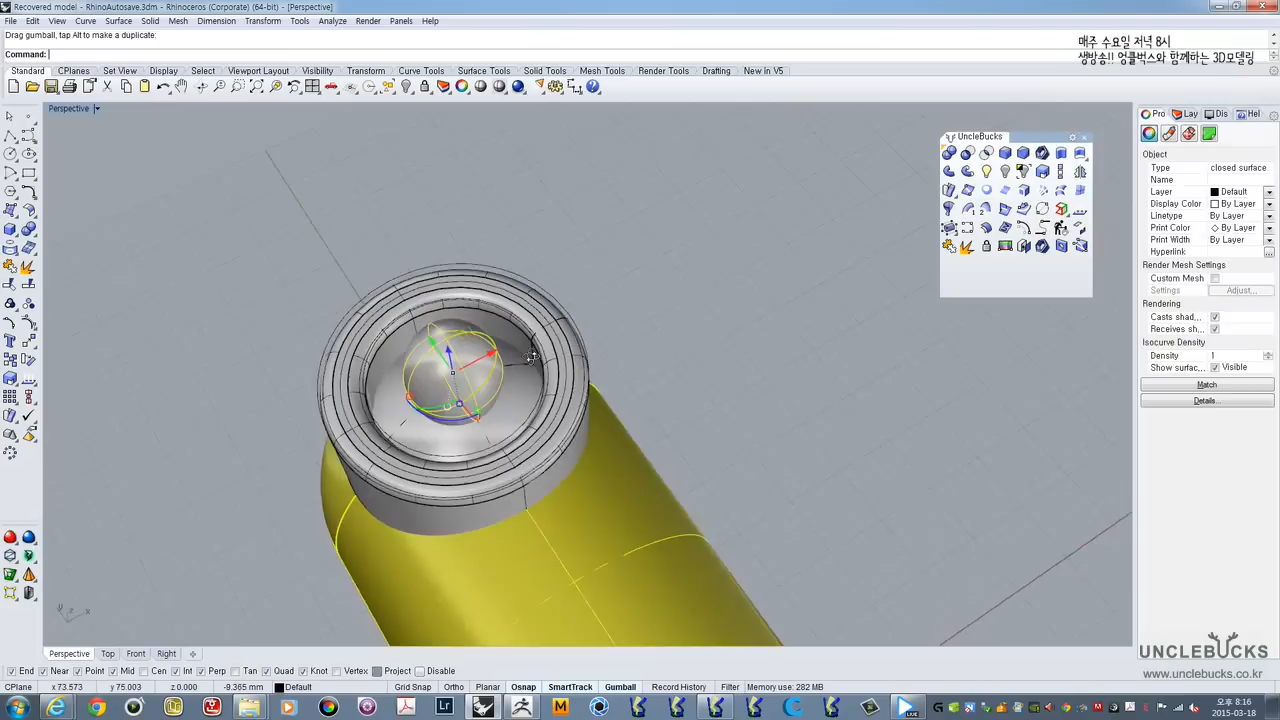 Recovered model - RhinoAutosave.3dm - Rhinoceros (Corporate) (64-bit) - [Perspective]
File Edit View Curve Surface Solid Mesh Dimension Transform Tools Analyze Render Panels Help
Drag gumball, tap Alt to make a duplicate:
Command:
매주 수요일 저녁 8시
생방송!! 엉클벅스와 함께하는 3D모델링
Standard CPlanes Set View Display Select Viewport Layout Visibility Transform Curve Tools Surface Tools Solid Tools Mesh Tools Render Tools Drafting New in V5
Perspective
Pro Lay Dis Hel
UncleBucks
Object
Type closed surface
Name
Layer Default
Display Color By Layer
Linetype By Layer
Print Color By Layer
Print Width By Layer
Hyperlink
Render Mesh Settings
Custom Mesh
Settings Adjust...
Rendering
Casts shad...
Receives sh...
Isocurve Density
Density 1
Show surfac... Visible
Match
Details...
Perspective Top Front Right
UNCLEBUCKS
www.unclebucks.co.kr
End Near Point Mid Cen Int Perp Tan Quad Knot Vertex Project Disable
CPlane x 73.573 y 75.003 z 0.000 -9.365 mm Default Grid Snap Ortho Planar Osnap SmartTrack Gumball Record History Filter Memory use: 282 MB
오후 8:16
2015-03-18